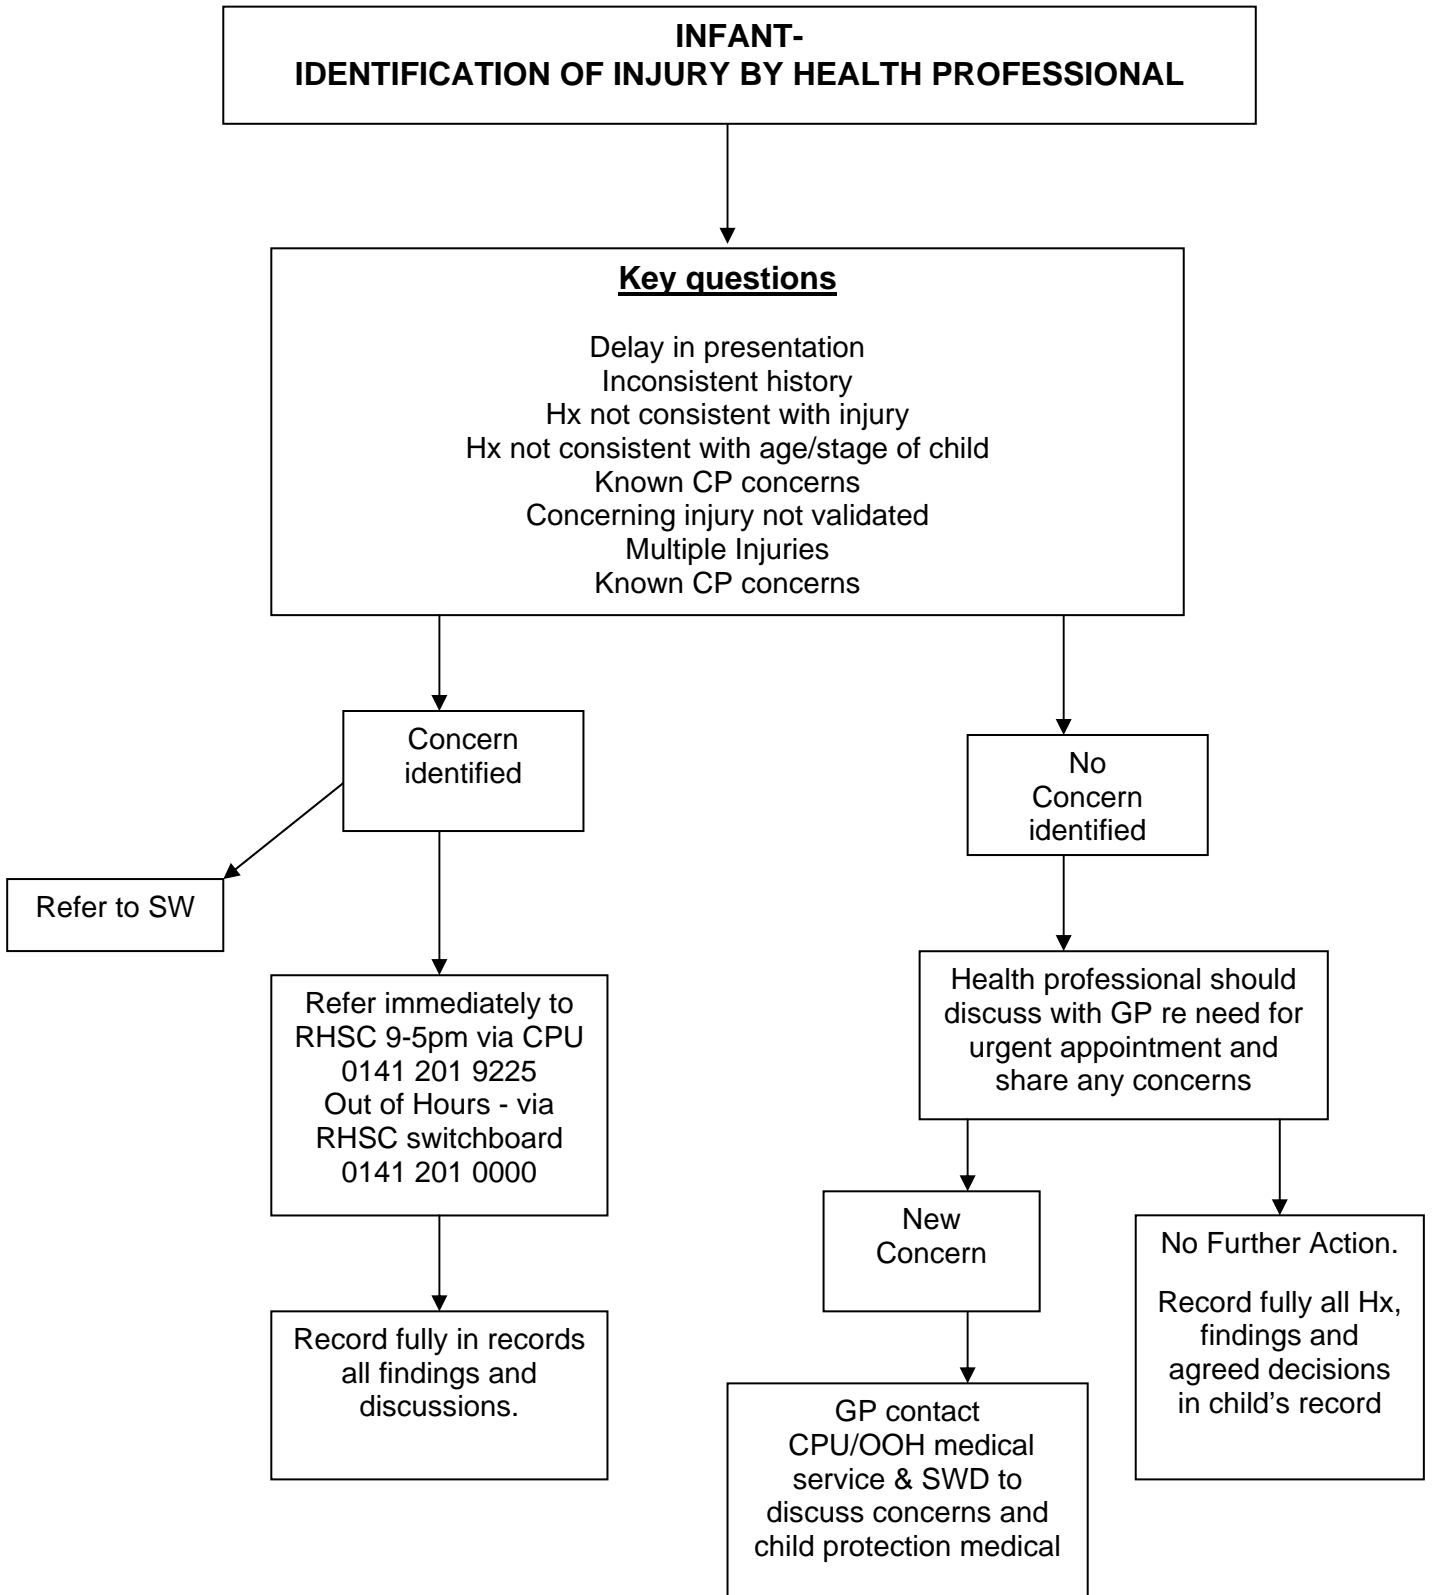 INFANT-
IDENTIFICATION OF INJURY BY HEALTH PROFESSIONAL
Key questions
Delay in presentation
Inconsistent history
Hx not consistent with injury
Hx not consistent with age/stage of child
Known CP concerns
Concerning injury not validated
Multiple Injuries
Known CP concerns
Concern
identified
No
Concern
identified
Refer to SW
Refer immediately to
RHSC 9-5pm via CPU
0141 201 9225
Out of Hours - via
RHSC switchboard
0141 201 0000
Health professional should
discuss with GP re need for
urgent appointment and
share any concerns
New
Concern
No Further Action.
Record fully all Hx,
findings and
agreed decisions
in child's record
Record fully in records
all findings and
discussions.
GP contact
CPU/OOH medical
service & SWD to
discuss concerns and
child protection medical